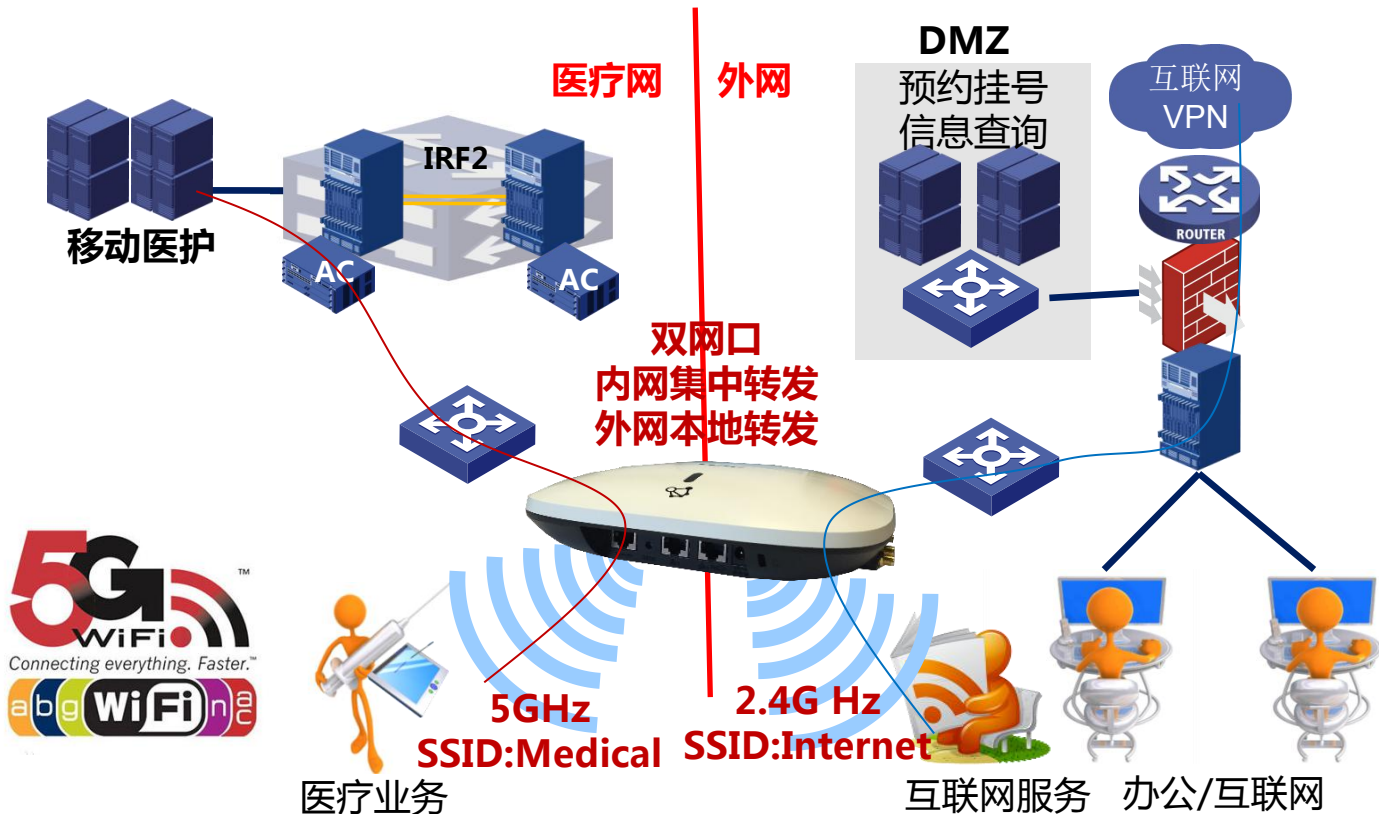 医疗网
外网
DMZ
预约挂号
信息查询
互联网
VPN
IRF2
ROUTER
移动医护
AC
AC
双网口
内网集中转发
外网本地转发
5G
WiFi
TM
Connecting everything. Faster.™
a b g WiFi n ac
5GHz
SSID:Medical
2.4G Hz
SSID:Internet
医疗业务
互联网服务
办公/互联网